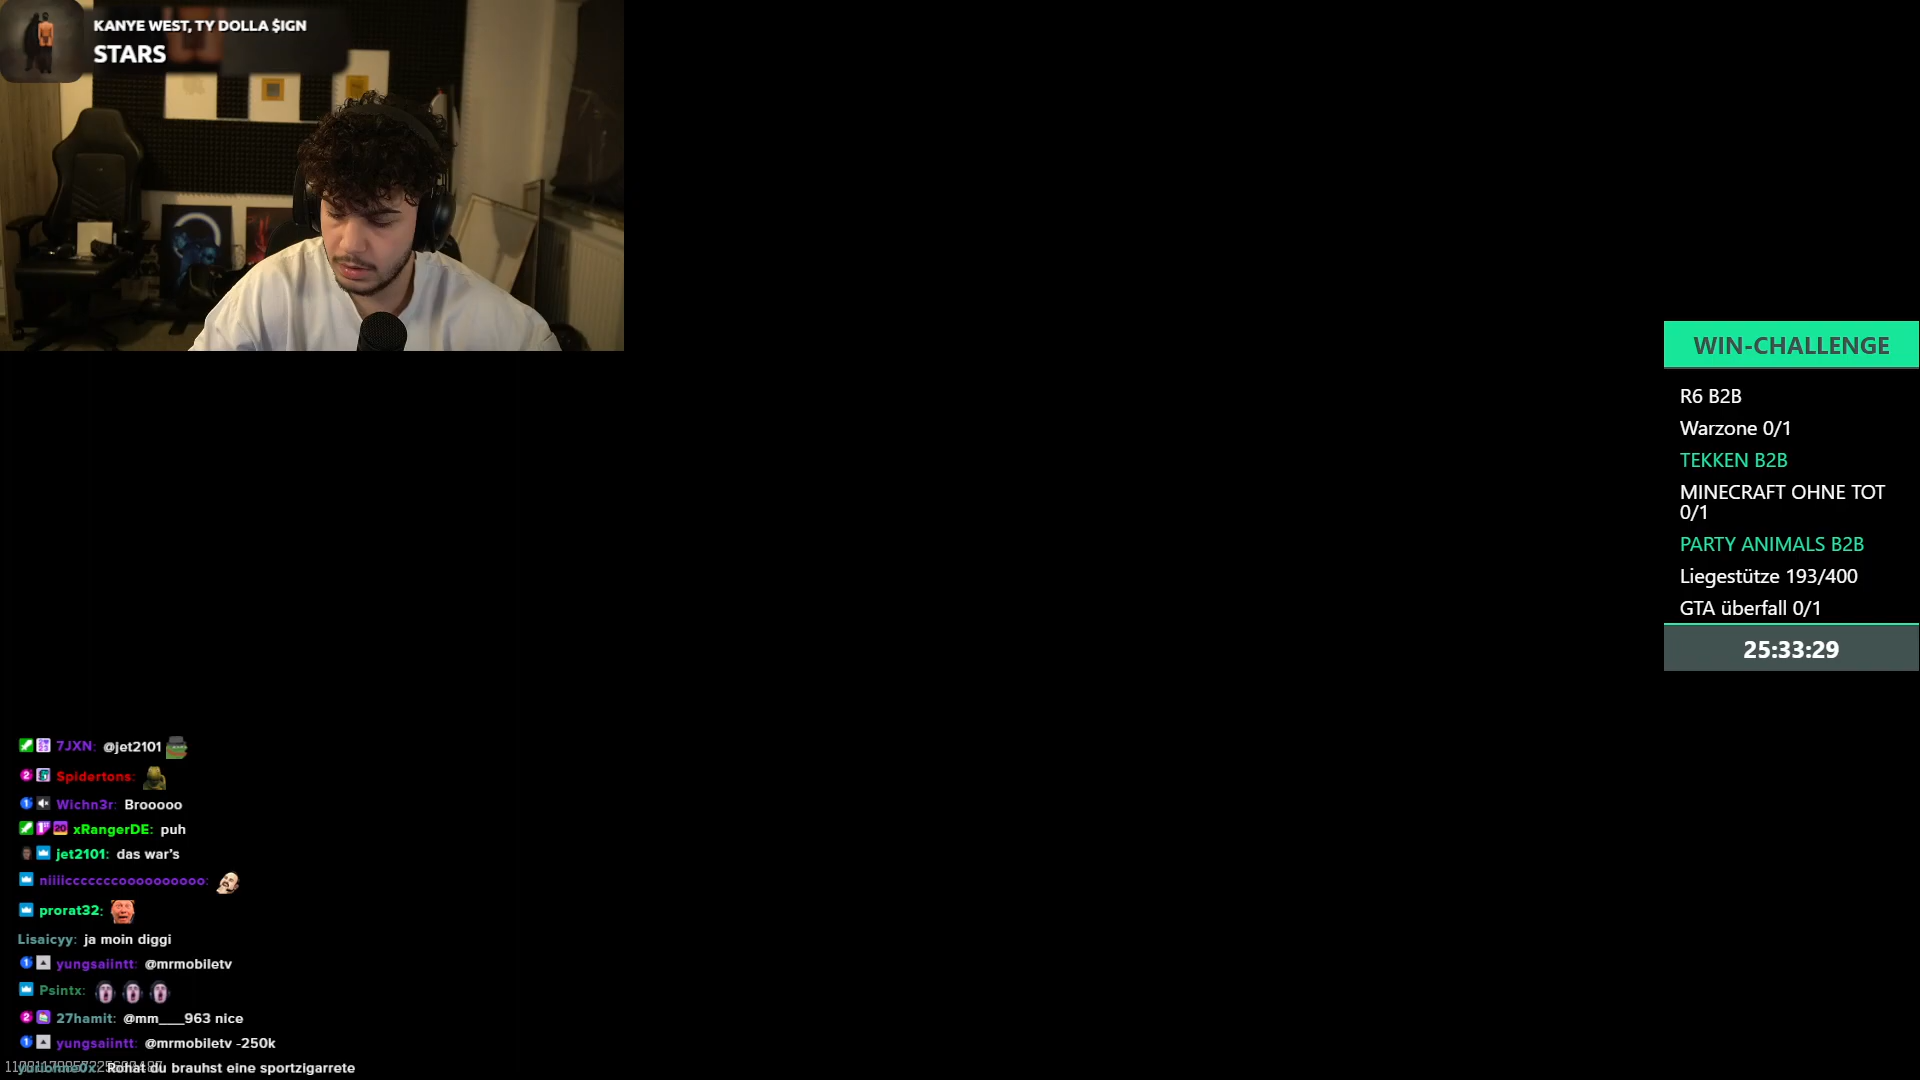 KANYE WEST, TY DOLLA $IGN
STARS
WIN-CHALLENGE
R6 B2B
Warzone 0/1
TEKKEN B2B
MINECRAFT OHNE TOT
0/1
PARTY ANIMALS B2B
Liegestütze 193/400
GTA überfall 0/1
25:33:29
7JXN: @jet2101
Spidertons:
Wichn3r: Brooooo
xRangerDE: puh
jet2101: das war's
niiiicccccccoooooooooo:
prorat32:
Lisaicyy: ja moin diggi
yungsaiintt: @mrmobiletv
Psintx:
27hamit: @mm____963 nice
yungsaiintt: @mrmobiletv -250k
Rohat du brauhst eine sportzigarrete